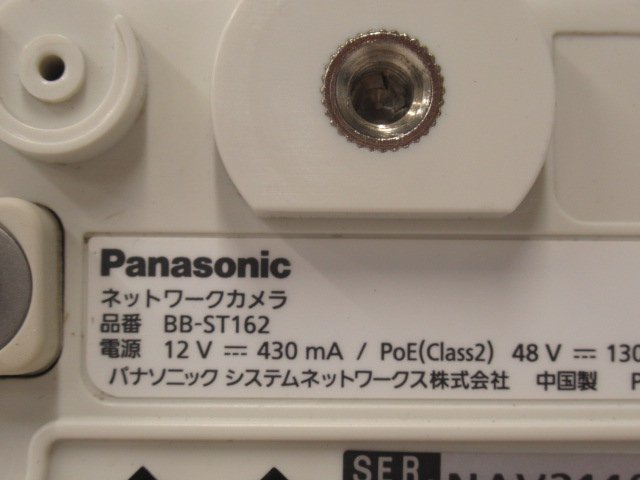 Panasonic
ネットワークカメラ
品番 BB-ST162
電源 12 V ⎓ 430 mA / PoE(Class2) 48 V ⎓ 130
パナソニック システムネットワークス株式会社 中国製 P
SER